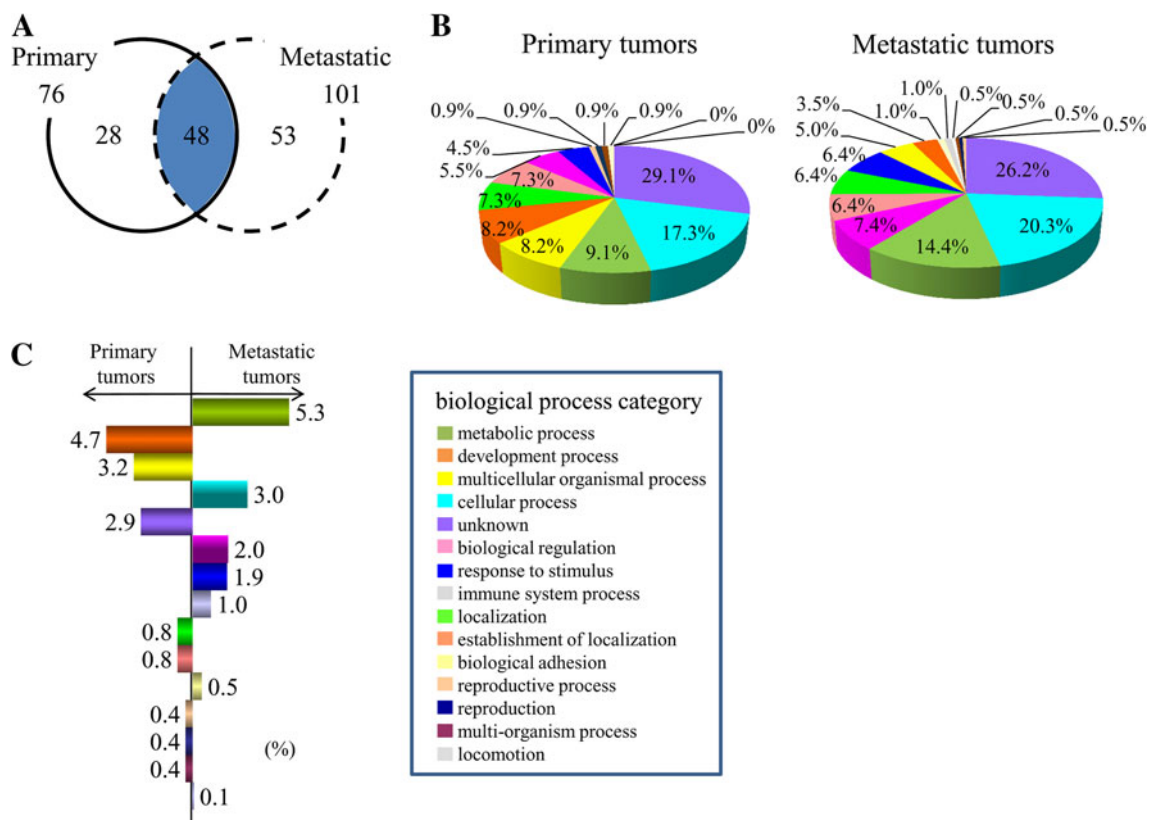 A
Primary
Metastatic
76
101
28
48
53
B
Primary tumors
Metastatic tumors
0.9%
0.9%
0.9%
0.9%
0%
0%
4.5%
5.5%
7.3%
7.3%
8.2%
8.2%
9.1%
17.3%
29.1%
1.0%
1.0%
0.5%
0.5%
0.5%
0.5%
3.5%
5.0%
6.4%
6.4%
6.4%
7.4%
14.4%
20.3%
26.2%
C
Primary
tumors
Metastatic
tumors
5.3
4.7
3.2
3.0
2.9
2.0
1.9
1.0
0.8
0.8
0.5
0.4
0.4
0.4
(%)
0.1
biological process category
metabolic process
development process
multicellular organismal process
cellular process
unknown
biological regulation
response to stimulus
immune system process
localization
establishment of localization
biological adhesion
reproductive process
reproduction
multi-organism process
locomotion